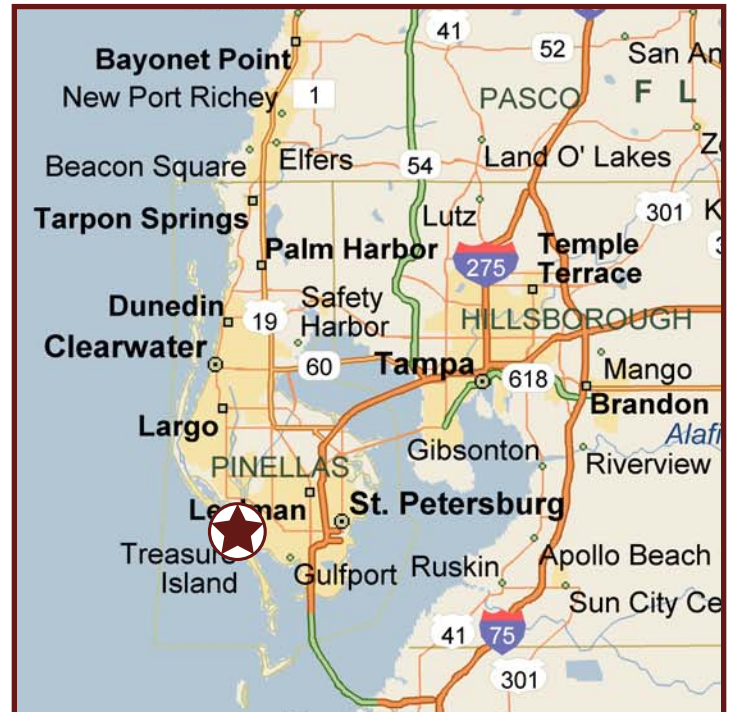 41
52
San An
Bayonet Point
New Port Richey
1
PASCO
F L
Beacon Square
Elfers
54
Land O' Lakes
Tarpon Springs
Lutz
301
Palm Harbor
275
Temple
Terrace
Dunedin
19
Safety
Harbor
HILLSBOROUGH
Clearwater
60
Tampa
618
Mango
Largo
Brandon
Gibsonton
Alafi
Riverview
PINELLAS
St. Petersburg
Treasure
Island
Gulfport
Ruskin
Apollo Beach
Sun City Ce
41
75
301